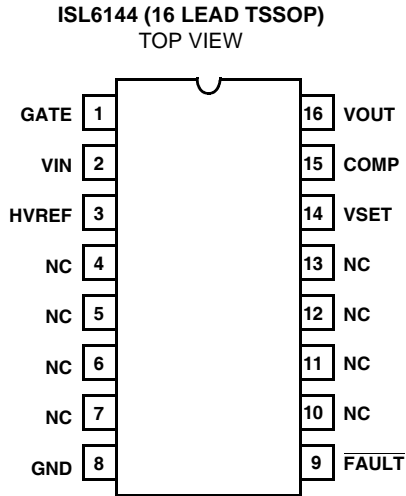 ISL6144 (16 LEAD TSSOP)
TOP VIEW
GATE 1 16 VOUT
VIN 2 15 COMP
HVREF 3 14 VSET
NC 4 13 NC
NC 5 12 NC
NC 6 11 NC
NC 7 10 NC
GND 8 9 FAULT